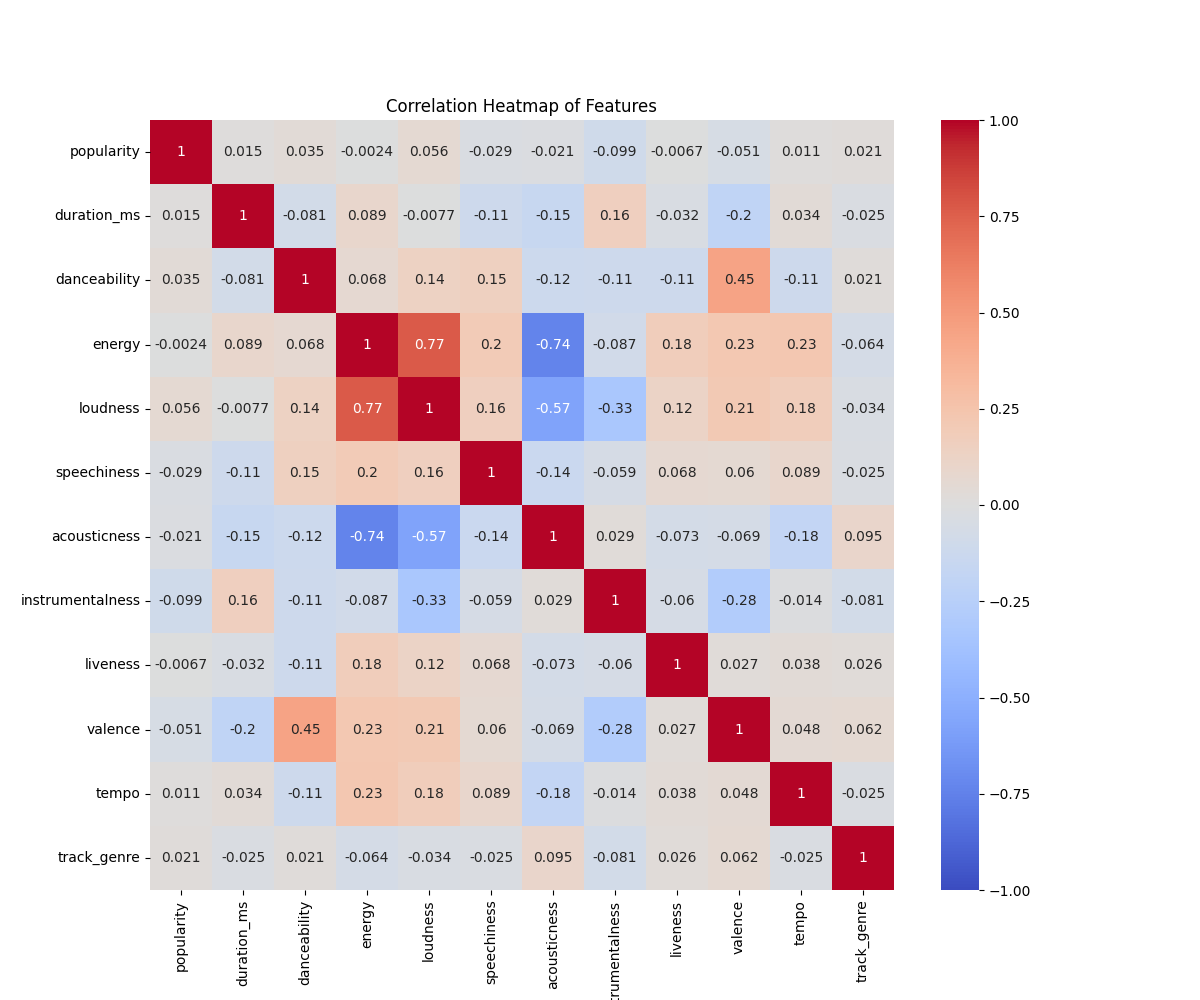 Correlation Heatmap of Features
popularity 1 0.015 0.035 -0.0024 0.056 -0.029 -0.021 -0.099 -0.0067 -0.051 0.011 0.021
duration_ms 0.015 1 -0.081 0.089 -0.0077 -0.11 -0.15 0.16 -0.032 -0.2 0.034 -0.025
danceability 0.035 -0.081 1 0.068 0.14 0.15 -0.12 -0.11 -0.11 0.45 -0.11 0.021
energy -0.0024 0.089 0.068 1 0.77 0.2 -0.74 -0.087 0.18 0.23 0.23 -0.064
loudness 0.056 -0.0077 0.14 0.77 1 0.16 -0.57 -0.33 0.12 0.21 0.18 -0.034
speechiness -0.029 -0.11 0.15 0.2 0.16 1 -0.14 -0.059 0.068 0.06 0.089 -0.025
acousticness -0.021 -0.15 -0.12 -0.74 -0.57 -0.14 1 0.029 -0.073 -0.069 -0.18 0.095
instrumentalness -0.099 0.16 -0.11 -0.087 -0.33 -0.059 0.029 1 -0.06 -0.28 -0.014 -0.081
liveness -0.0067 -0.032 -0.11 0.18 0.12 0.068 -0.073 -0.06 1 0.027 0.038 0.026
valence -0.051 -0.2 0.45 0.23 0.21 0.06 -0.069 -0.28 0.027 1 0.048 0.062
tempo 0.011 0.034 -0.11 0.23 0.18 0.089 -0.18 -0.014 0.038 0.048 1 -0.025
track_genre 0.021 -0.025 0.021 -0.064 -0.034 -0.025 0.095 -0.081 0.026 0.062 -0.025 1
popularity
duration_ms
danceability
energy
loudness
speechiness
acousticness
trumentalness
liveness
valence
tempo
track_genre
1.00
0.75
0.50
0.25
0.00
−0.25
−0.50
−0.75
−1.00